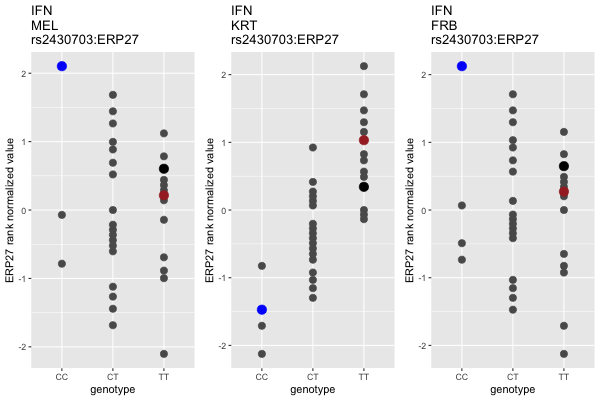 IFN
MEL
rs2430703:ERP27
ERP27 rank normalized value
2
1
0
-1
-2
CC
CT
TT
genotype
IFN
KRT
rs2430703:ERP27
ERP27 rank normalized value
2
1
0
-1
-2
CC
CT
TT
genotype
IFN
FRB
rs2430703:ERP27
ERP27 rank normalized value
2
1
0
-1
-2
CC
CT
TT
genotype